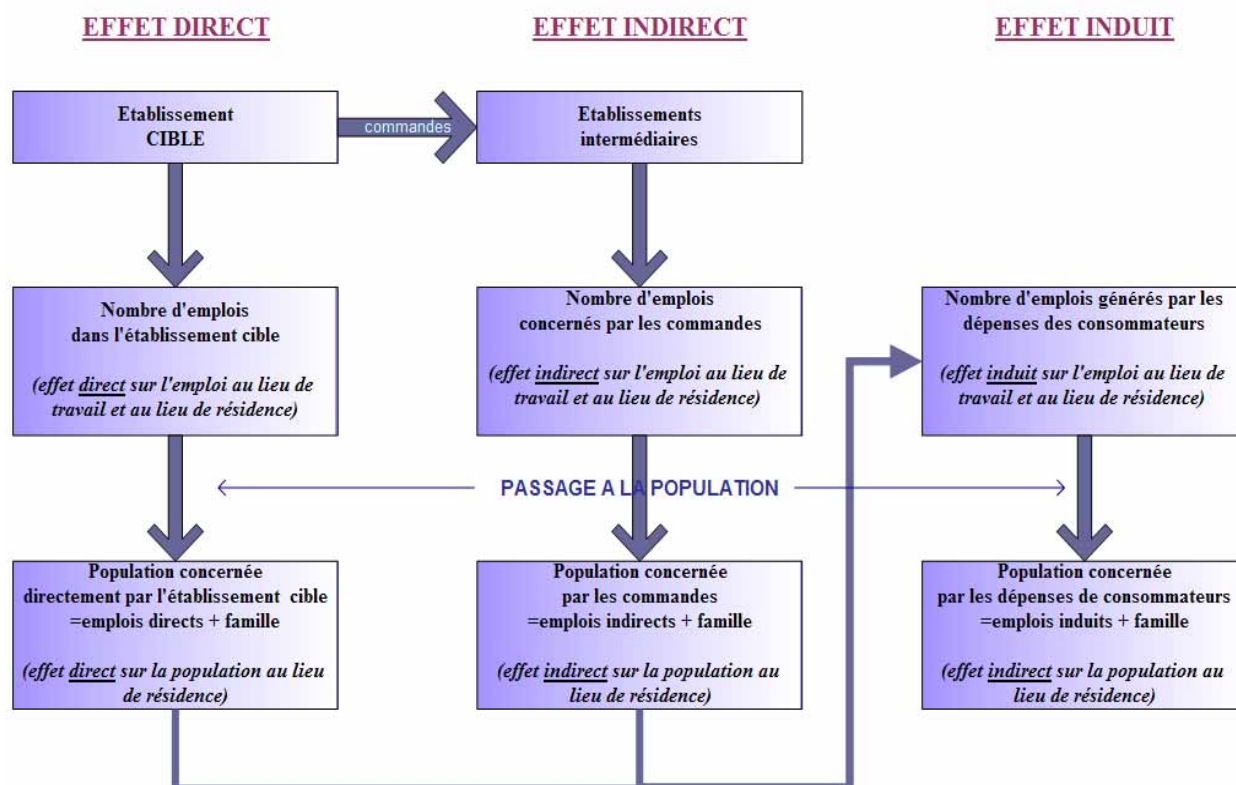 EFFET DIRECT
EFFET INDIRECT
EFFET INDUIT
Etablissement
CIBLE
commandes
Etablissements
intermédiaires
Nombre d'emplois
dans l'établissement cible
(effet direct sur l'emploi au lieu de
travail et au lieu de résidence)
Nombre d'emplois
concernés par les commandes
(effet indirect sur l'emploi au lieu de
travail et au lieu de résidence)
Nombre d'emplois générés par les
dépenses des consommateurs
(effet induit sur l'emploi au lieu de
travail et au lieu de résidence)
PASSAGE A LA POPULATION
Population concernée
directement par l'établissement cible
=emplois directs + famille
(effet direct sur la population au lieu
de résidence)
Population concernée
par les commandes
=emplois indirects + famille
(effet indirect sur la population au
lieu de résidence)
Population concernée
par les dépenses de consommateurs
=emplois induits + famille
(effet indirect sur la population au
lieu de résidence)